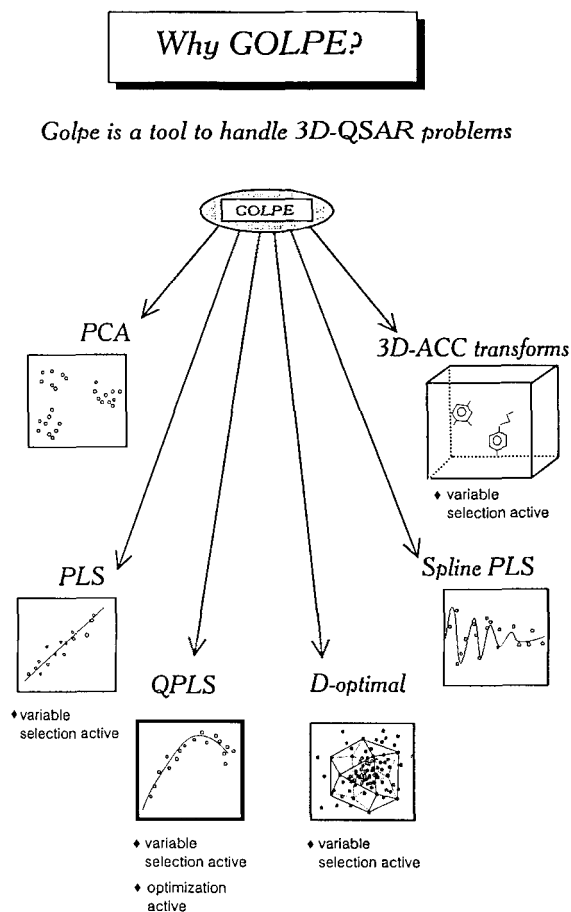 Why GOLPE?
Golpe is a tool to handle 3D-QSAR problems
GOLPE
PCA
3D-ACC transforms
♦ variable
selection active
PLS
♦ variable
selection active
Spline PLS
QPLS
♦ variable
selection active
♦ optimization
active
D-optimal
♦ variable
selection active